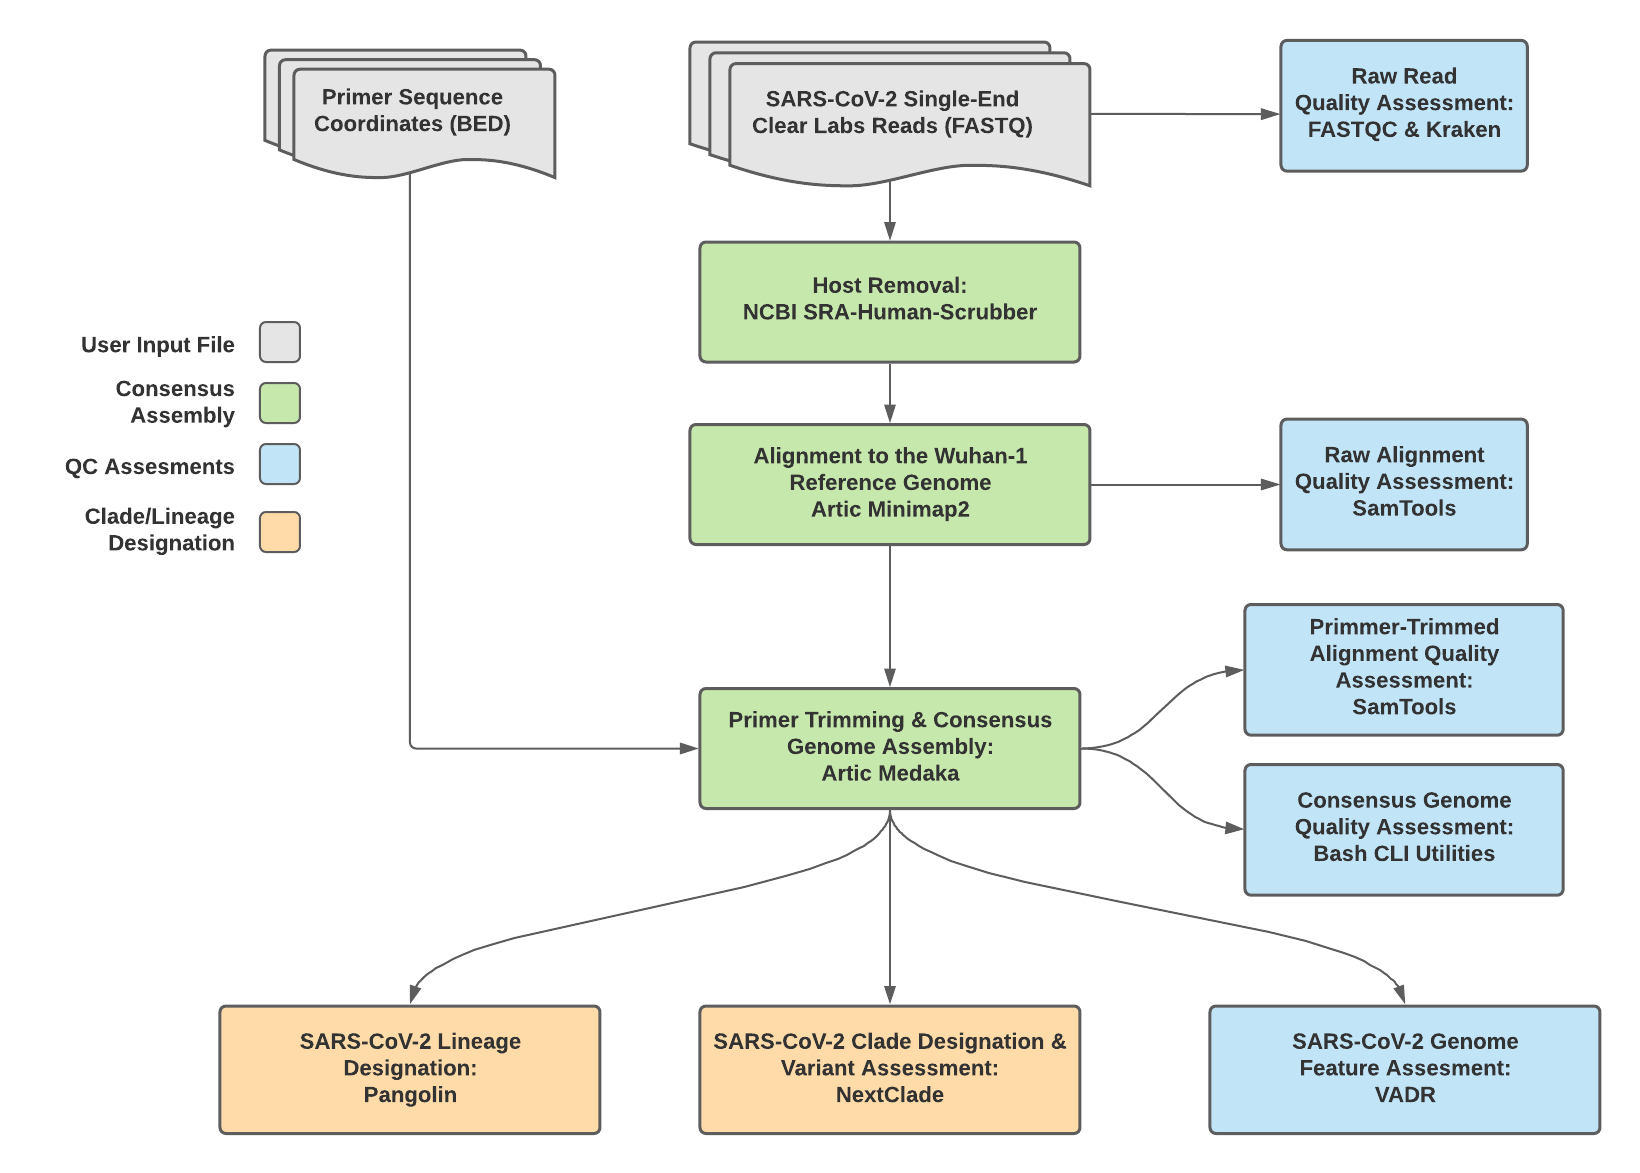 Primer Sequence
Coordinates (BED)
SARS-CoV-2 Single-End
Clear Labs Reads (FASTQ)
Raw Read
Quality Assessment:
FASTQC & Kraken
Host Removal:
NCBI SRA-Human-Scrubber
User Input File
Consensus
Assembly
QC Assesments
Clade/Lineage
Designation
Alignment to the Wuhan-1
Reference Genome
Artic Minimap2
Raw Alignment
Quality Assessment:
SamTools
Primmer-Trimmed
Alignment Quality
Assessment:
SamTools
Primer Trimming & Consensus
Genome Assembly:
Artic Medaka
Consensus Genome
Quality Assessment:
Bash CLI Utilities
SARS-CoV-2 Lineage
Designation:
Pangolin
SARS-CoV-2 Clade Designation &
Variant Assessment:
NextClade
SARS-CoV-2 Genome
Feature Assesment:
VADR